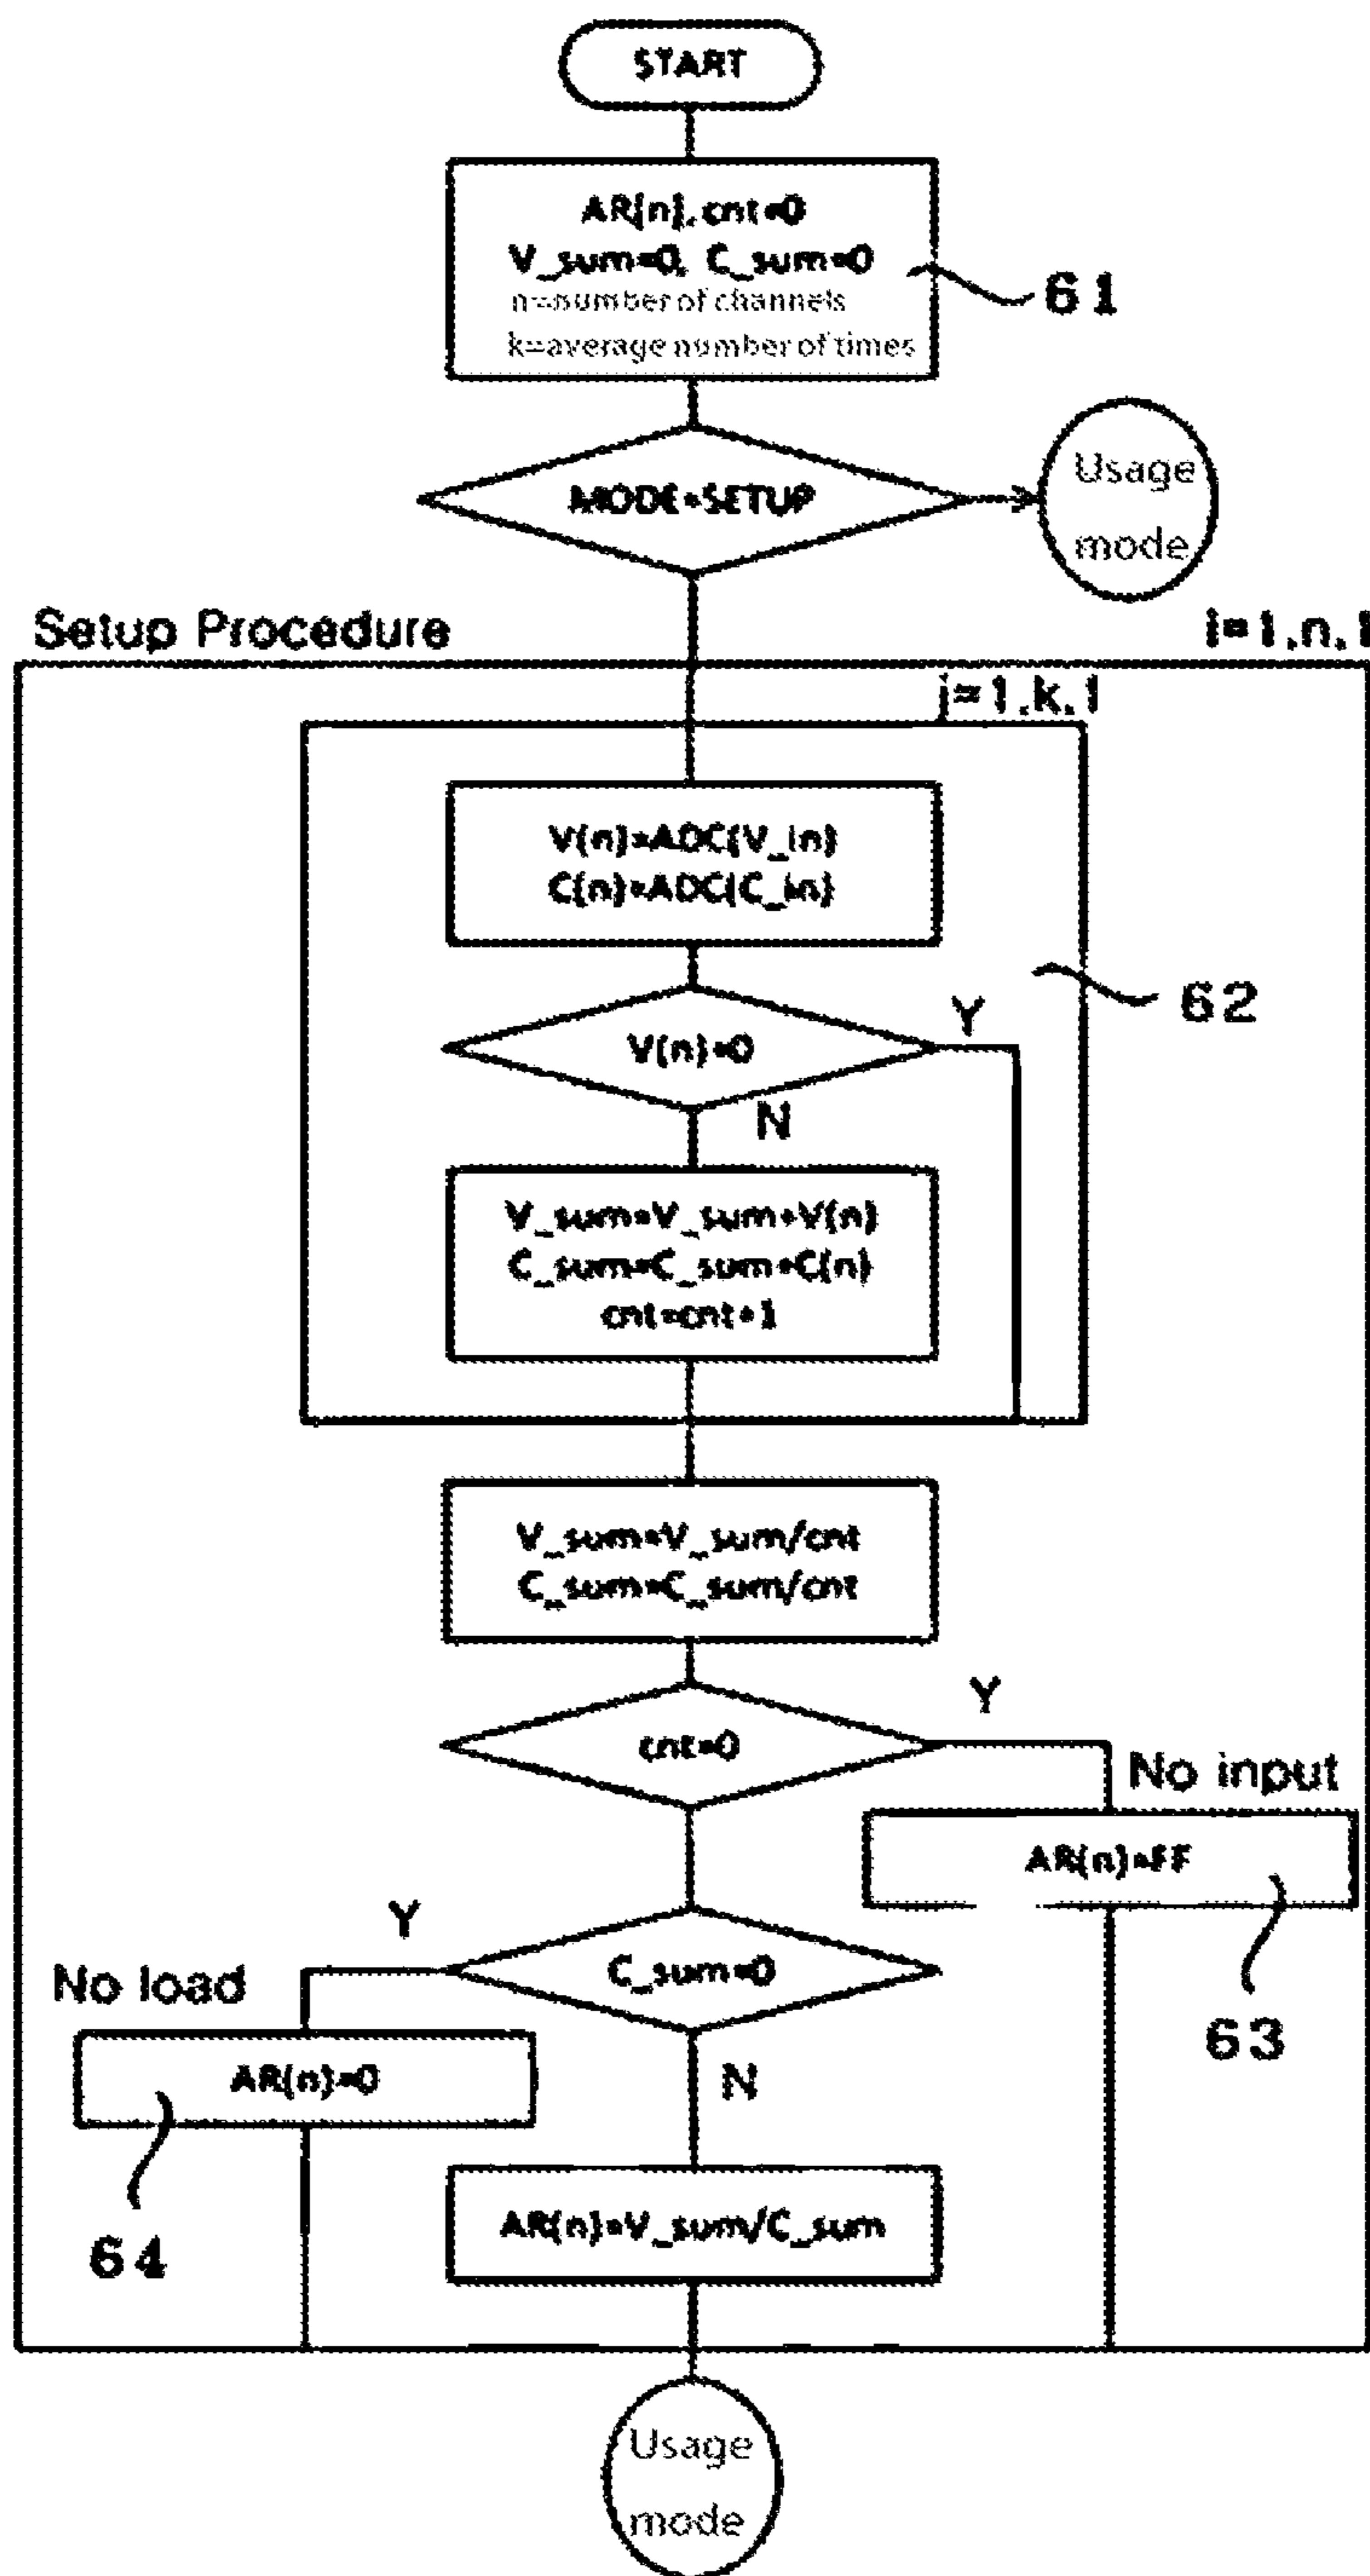 START
AR[n], cnt=0
V_sum=0, C_sum=0
n=number of channels
k=average number of times
61
MODE=SETUP
Usage
mode
Setup Procedure
i=1,n,1
j=1,k,1
V(n)=ADC(V_in)
C(n)=ADC(C_in)
62
V(n)=0
Y
N
V_sum=V_sum+V(n)
C_sum=C_sum+C(n)
cnt=cnt+1
V_sum=V_sum/cnt
C_sum=C_sum/cnt
cnt=0
Y
No input
AR(n)=FF
63
C_sum=0
Y
No load
AR(n)=0
64
N
AR(n)=V_sum/C_sum
Usage
mode